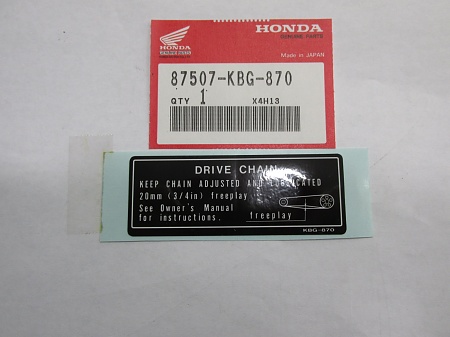 HONDA
HONDA
GENUINE PARTS
Made in JAPAN
87507-KBG-870
QTY 1 X4H13
DRIVE CHAIN
KEEP CHAIN ADJUSTED AND LUBRICATED
20mm (3/4in) freeplay
See Owner's Manual
for instructions. freeplay
KBG-870